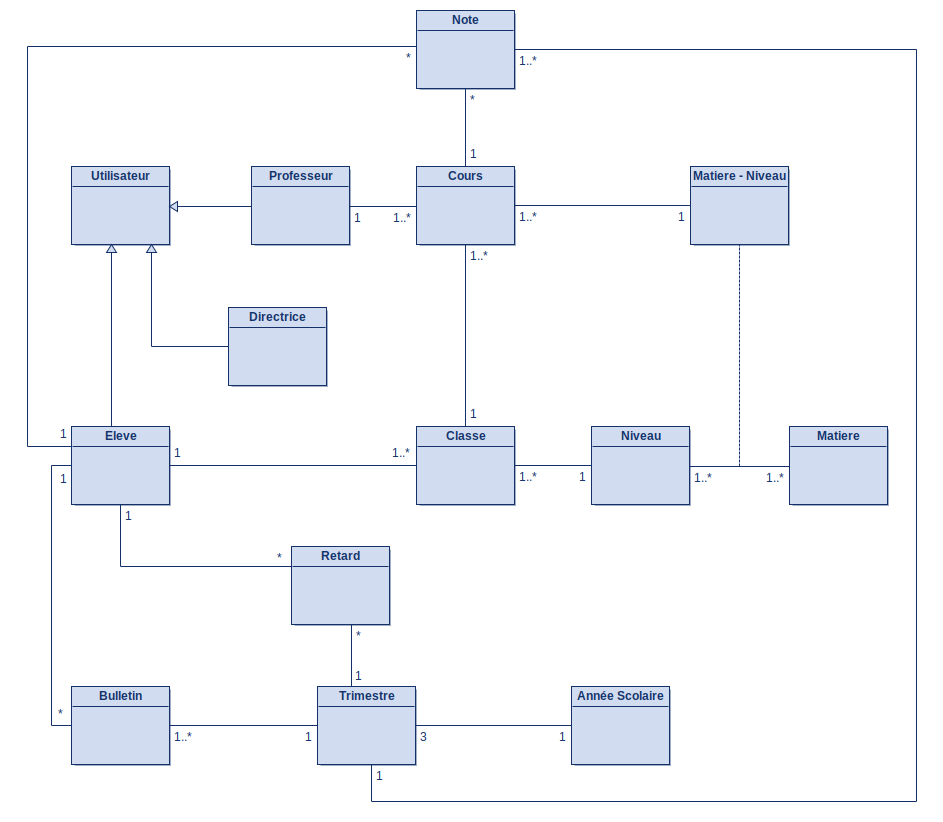 Note
*
1..*
*
1
Utilisateur
Professeur
Cours
Matiere - Niveau
1
1..*
1..*
1
1..*
Directrice
1
1
Eleve
Classe
Niveau
Matiere
1
1..*
1
1..*
1
1..*
1..*
1
*
Retard
*
1
Bulletin
Trimestre
Année Scolaire
*
1..*
1
3
1
1